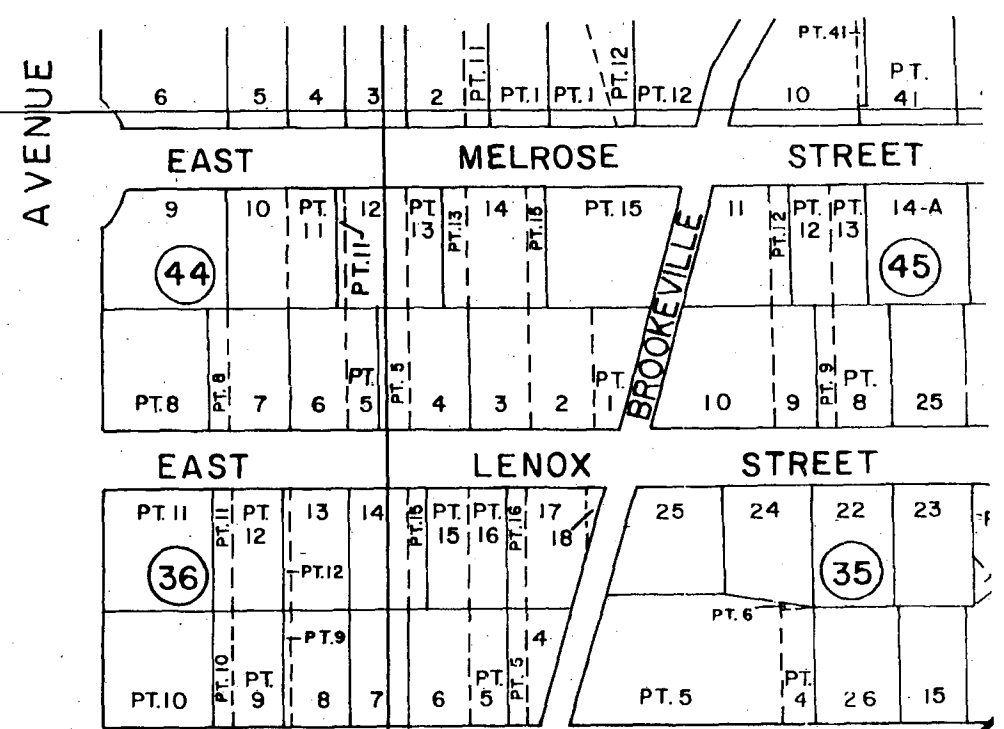 AVENUE
PT.41
6 5 4 3 2 PT.11 PT.1 PT.1 PT.12 PT.12 10 PT. 41
EAST MELROSE STREET
9 10 PT. 11 PT.11 12 PT. 13 PT.13 14 PT.15 PT.15 11 PT.12 PT. 12 PT. 13 14-A
44 45
BROOKEVILLE
PT.8 PT.8 7 6 PT. 5 PT. 5 4 3 2 PT. 1 10 9 PT. 9 PT. 8 25
EAST LENOX STREET
PT. 11 PT.11 PT. 12 13 14 PT.15 PT. 15 PT. 16 PT.16 17 18 25 24 22 23
36 PT.12 35
PT.6
PT.9 4
PT.10 PT.10 PT. 9 8 7 6 PT. 5 PT. 5 PT. 5 PT. 4 26 15